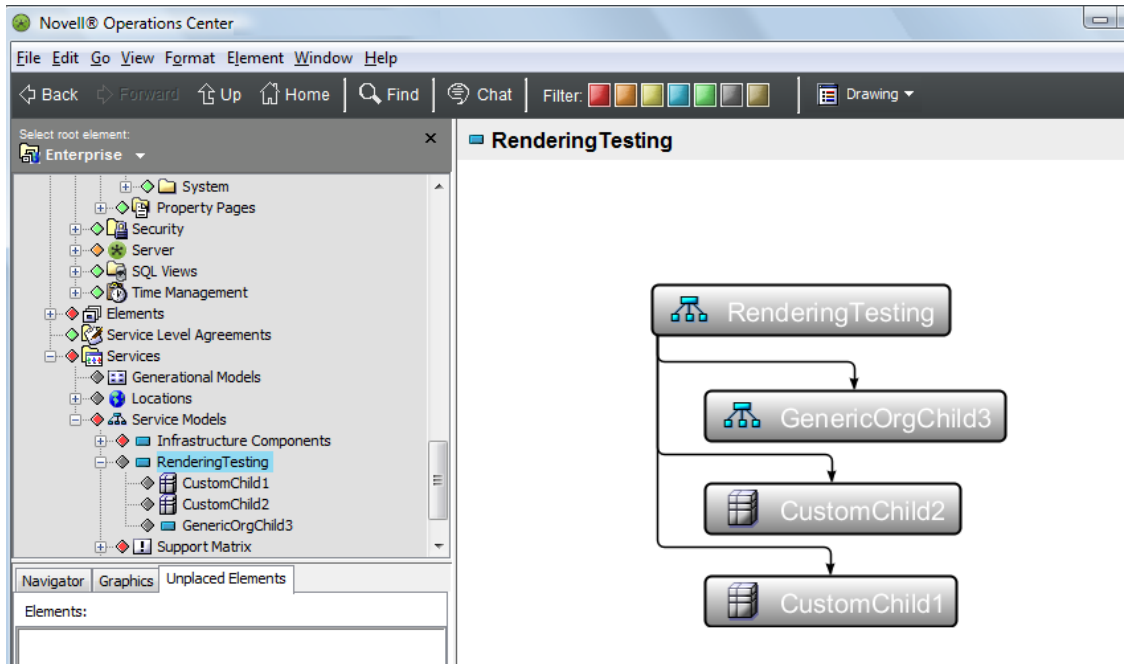 Novell® Operations Center
File Edit Go View Format Element Window Help
Back Forward Up Home Find Chat Filter: Drawing
Select root element:
Enterprise
RenderingTesting
System
Property Pages
Security
Server
SQL Views
Time Management
Elements
Service Level Agreements
Services
Generational Models
Locations
Service Models
Infrastructure Components
RenderingTesting
CustomChild1
CustomChild2
GenericOrgChild3
Support Matrix
Navigator Graphics Unplaced Elements
Elements:
RenderingTesting
GenericOrgChild3
CustomChild2
CustomChild1